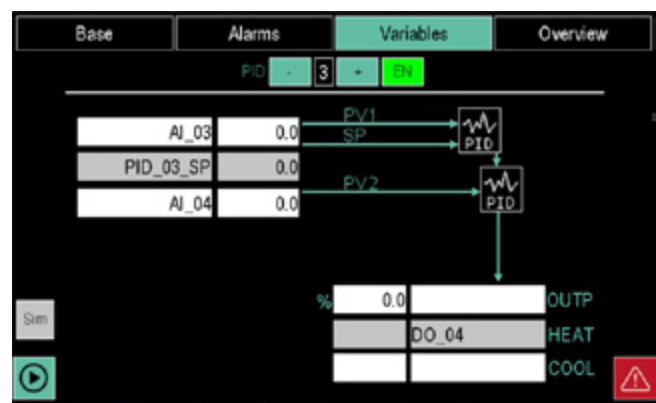 Base Alarms Variables Overview
PID - 3 + EN
AI_03 0.0 PV1
SP
PID
PID_03_SP 0.0
AI_04 0.0 PV2
PID
% 0.0 OUTP
Sim
DO_04 HEAT
COOL